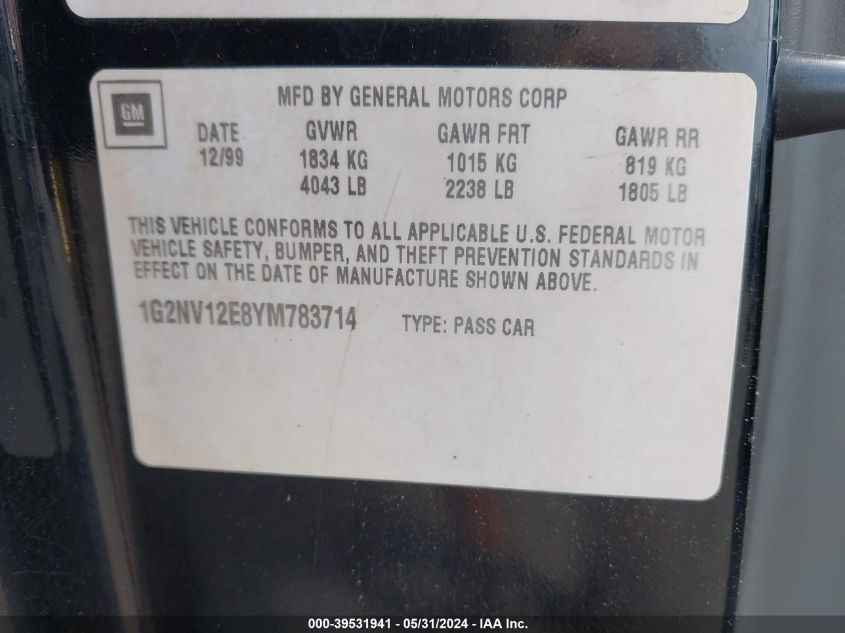 GM
MFD BY GENERAL MOTORS CORP
DATE GVWR GAWR FRT GAWR RR
12/99 1834 KG 1015 KG 819 KG
4043 LB 2238 LB 1805 LB
THIS VEHICLE CONFORMS TO ALL APPLICABLE U.S. FEDERAL MOTOR
VEHICLE SAFETY, BUMPER, AND THEFT PREVENTION STANDARDS IN
EFFECT ON THE DATE OF MANUFACTURE SHOWN ABOVE.
1G2NV12E8YM783714 TYPE: PASS CAR
000-39531941 - 05/31/2024 - IAA Inc.